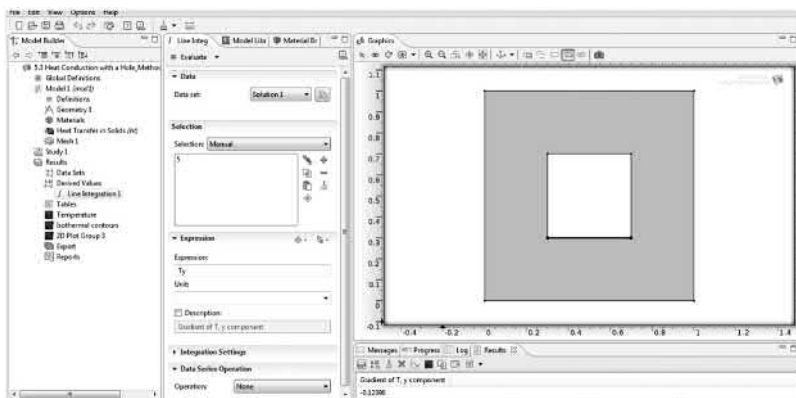 File Edit View Options Help
Model Builder
5.3 Heat Conduction with a Hole_Metho
Global Definitions
Model 1 (mod1)
Definitions
Geometry 1
Materials
Heat Transfer in Solids (ht)
Mesh 1
Study 1
Results
Data Sets
Derived Values
Line Integration 1
Tables
Temperature
Isothermal contours
2D Plot Group 3
Export
Reports
Line Integ
Model Libra
Material Br
Evaluate
Data
Data set:
Solution 1
Selection
Selection:
Manual
5
Expression
Expression:
Ty
Unit:
Description:
Gradient of T, y component
Integration Settings
Data Series Operation
Operation:
None
Graphics
1.1
1
0.9
0.8
0.7
0.6
0.5
0.4
0.3
0.2
0.1
0
-0.1
-0.4 -0.2 0 0.2 0.4 0.6 0.8 1 1.2 1.4
Messages Progress Log Results
Gradient of T, y component